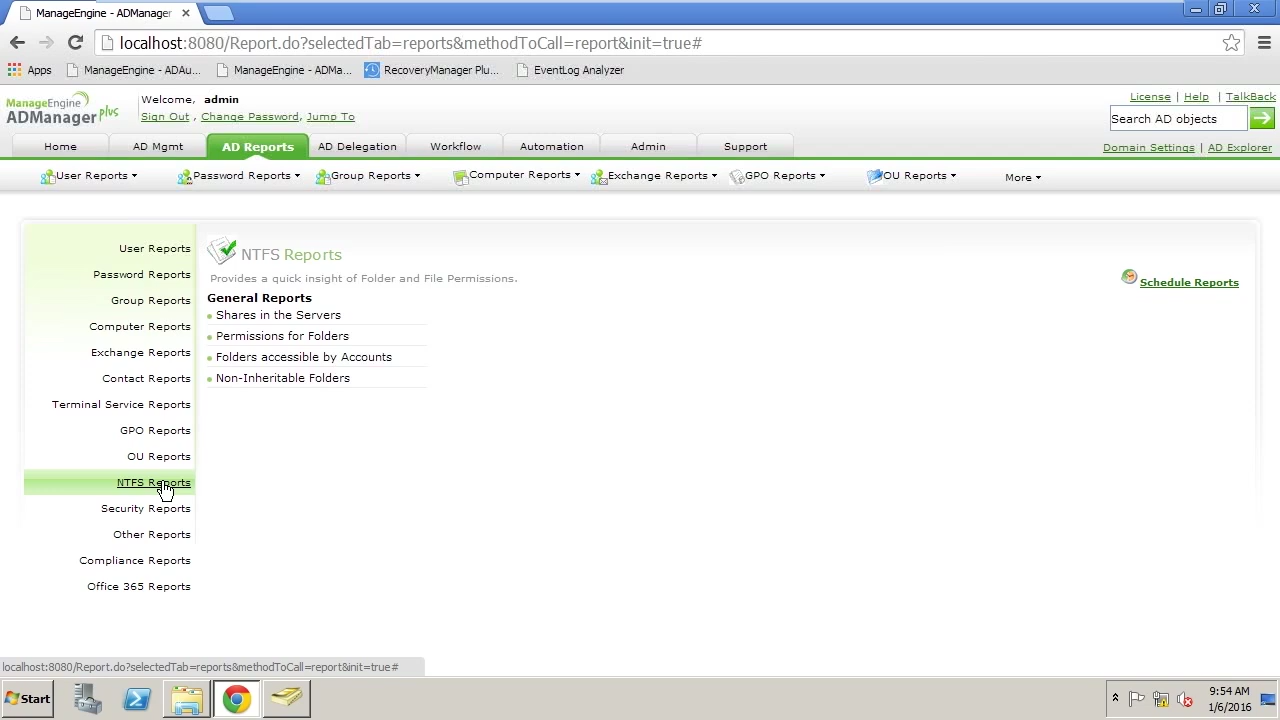 ManageEngine - ADManager
localhost:8080/Report.do?selectedTab=reports&methodToCall=report&init=true#
Apps ManageEngine - ADAu... ManageEngine - ADMa... RecoveryManager Plu... EventLog Analyzer
ManageEngine
ADManager plus
Welcome, admin
Sign Out , Change Password, Jump To
License | Help | TalkBack
Search AD objects
Home AD Mgmt AD Reports AD Delegation Workflow Automation Admin Support
Domain Settings | AD Explorer
User Reports Password Reports Group Reports Computer Reports Exchange Reports GPO Reports OU Reports More
User Reports
Password Reports
Group Reports
Computer Reports
Exchange Reports
Contact Reports
Terminal Service Reports
GPO Reports
OU Reports
NTFS Reports
Security Reports
Other Reports
Compliance Reports
Office 365 Reports
NTFS Reports
Provides a quick insight of Folder and File Permissions.
Schedule Reports
General Reports
Shares in the Servers
Permissions for Folders
Folders accessible by Accounts
Non-Inheritable Folders
localhost:8080/Report.do?selectedTab=reports&methodToCall=report&init=true#
Start
9:54 AM
1/6/2016